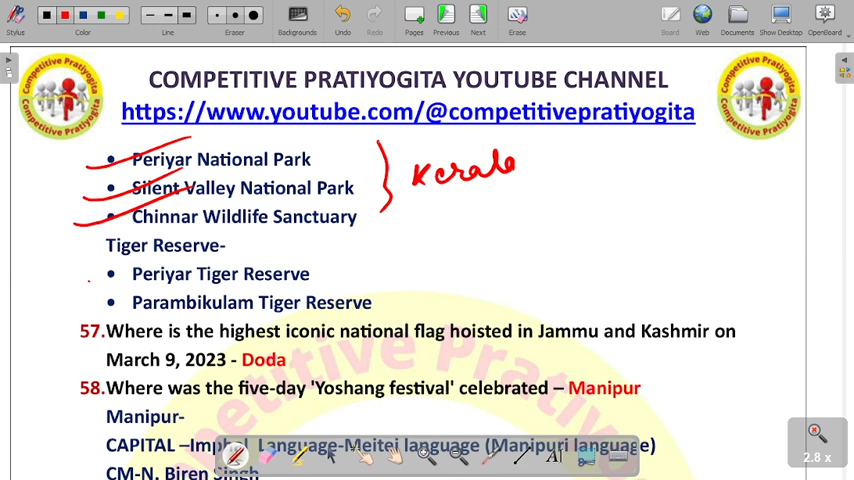 Stylus
Color
Line
Eraser
Backgrounds
Undo
Redo
Pages
Previous
Next
Erase
Board
Web
Documents
Show Desktop
OpenBoard
Competitive Pratiyogita
COMPETITIVE PRATIYOGITA YOUTUBE CHANNEL
Competitive Pratiyogita
https://www.youtube.com/@competitivepratiyogita
• Periyar National Park
• Silent Valley National Park
Kerala
• Chinnar Wildlife Sanctuary
Tiger Reserve-
• Periyar Tiger Reserve
• Parambikulam Tiger Reserve
57.Where is the highest iconic national flag hoisted in Jammu and Kashmir on
March 9, 2023 - Doda
58.Where was the five-day 'Yoshang festival' celebrated – Manipur
Manipur-
CAPITAL –Imphal Language-Meitei language (Manipuri language)
CM-N. Biren Singh
2.8 x